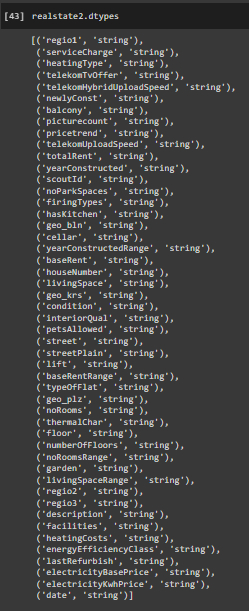 [43] realstate2.dtypes
[('regio1', 'string'),
('serviceCharge', 'string'),
('heatingType', 'string'),
('telekomTvOffer', 'string'),
('telekomHybridUploadSpeed', 'string'),
('newlyConst', 'string'),
('balcony', 'string'),
('picturecount', 'string'),
('pricetrend', 'string'),
('telekomUploadSpeed', 'string'),
('totalRent', 'string'),
('yearConstructed', 'string'),
('scoutId', 'string'),
('noParkSpaces', 'string'),
('firingTypes', 'string'),
('hasKitchen', 'string'),
('geo_bln', 'string'),
('cellar', 'string'),
('yearConstructedRange', 'string'),
('baseRent', 'string'),
('houseNumber', 'string'),
('livingSpace', 'string'),
('geo_krs', 'string'),
('condition', 'string'),
('interiorQual', 'string'),
('petsAllowed', 'string'),
('street', 'string'),
('streetPlain', 'string'),
('lift', 'string'),
('baseRentRange', 'string'),
('typeOfFlat', 'string'),
('geo_plz', 'string'),
('noRooms', 'string'),
('thermalChar', 'string'),
('floor', 'string'),
('numberOfFloors', 'string'),
('noRoomsRange', 'string'),
('garden', 'string'),
('livingSpaceRange', 'string'),
('regio2', 'string'),
('regio3', 'string'),
('description', 'string'),
('facilities', 'string'),
('heatingCosts', 'string'),
('energyEfficiencyClass', 'string'),
('lastRefurbish', 'string'),
('electricityBasePrice', 'string'),
('electricityKwhPrice', 'string'),
('date', 'string')]